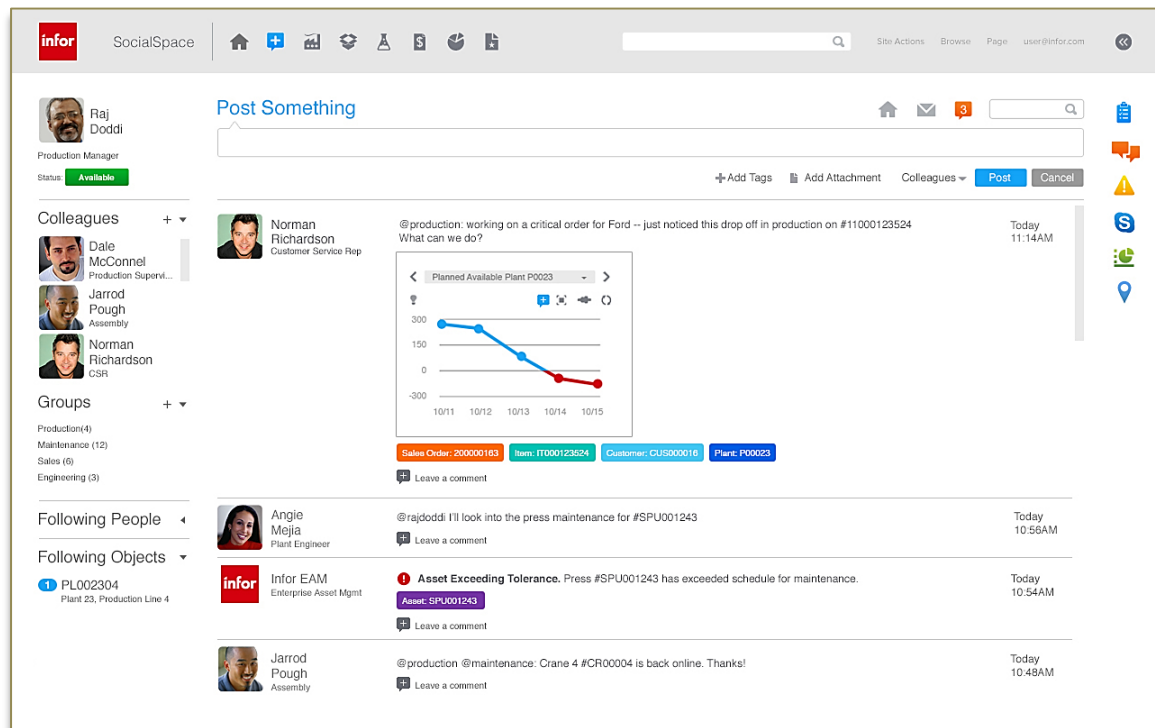 infor
SocialSpace
Site Actions Browse Page user@infor.com
Raj
Doddi
Production Manager
Status: Available
Colleagues
Dale
McConnel
Production Supervi...
Jarrod
Pough
Assembly
Norman
Richardson
CSR
Groups
Production(4)
Maintenance (12)
Sales (6)
Engineering (3)
Following People
Following Objects
1 PL002304
Plant 23, Production Line 4
Post Something
3
Add Tags Add Attachment Colleagues Post Cancel
Norman
Richardson
Customer Service Rep
@production: working on a critical order for Ford -- just noticed this drop off in production on #11000123524
What can we do?
Today
11:14AM
Planned Available Plant P0023
300
150
0
-300
10/11 10/12 10/13 10/14 10/15
Sales Order: 200000163 Item: IT000123524 Customer: CUS000016 Plant: P00023
Leave a comment
Angie
Mejia
Plant Engineer
@rajdoddi I'll look into the press maintenance for #SPU001243
Leave a comment
Today
10:56AM
infor
Infor EAM
Enterprise Asset Mgmt
Asset Exceeding Tolerance. Press #SPU001243 has exceeded schedule for maintenance.
Asset: SPU001243
Leave a comment
Today
10:54AM
Jarrod
Pough
Assembly
@production @maintenance: Crane 4 #CR00004 is back online. Thanks!
Leave a comment
Today
10:48AM